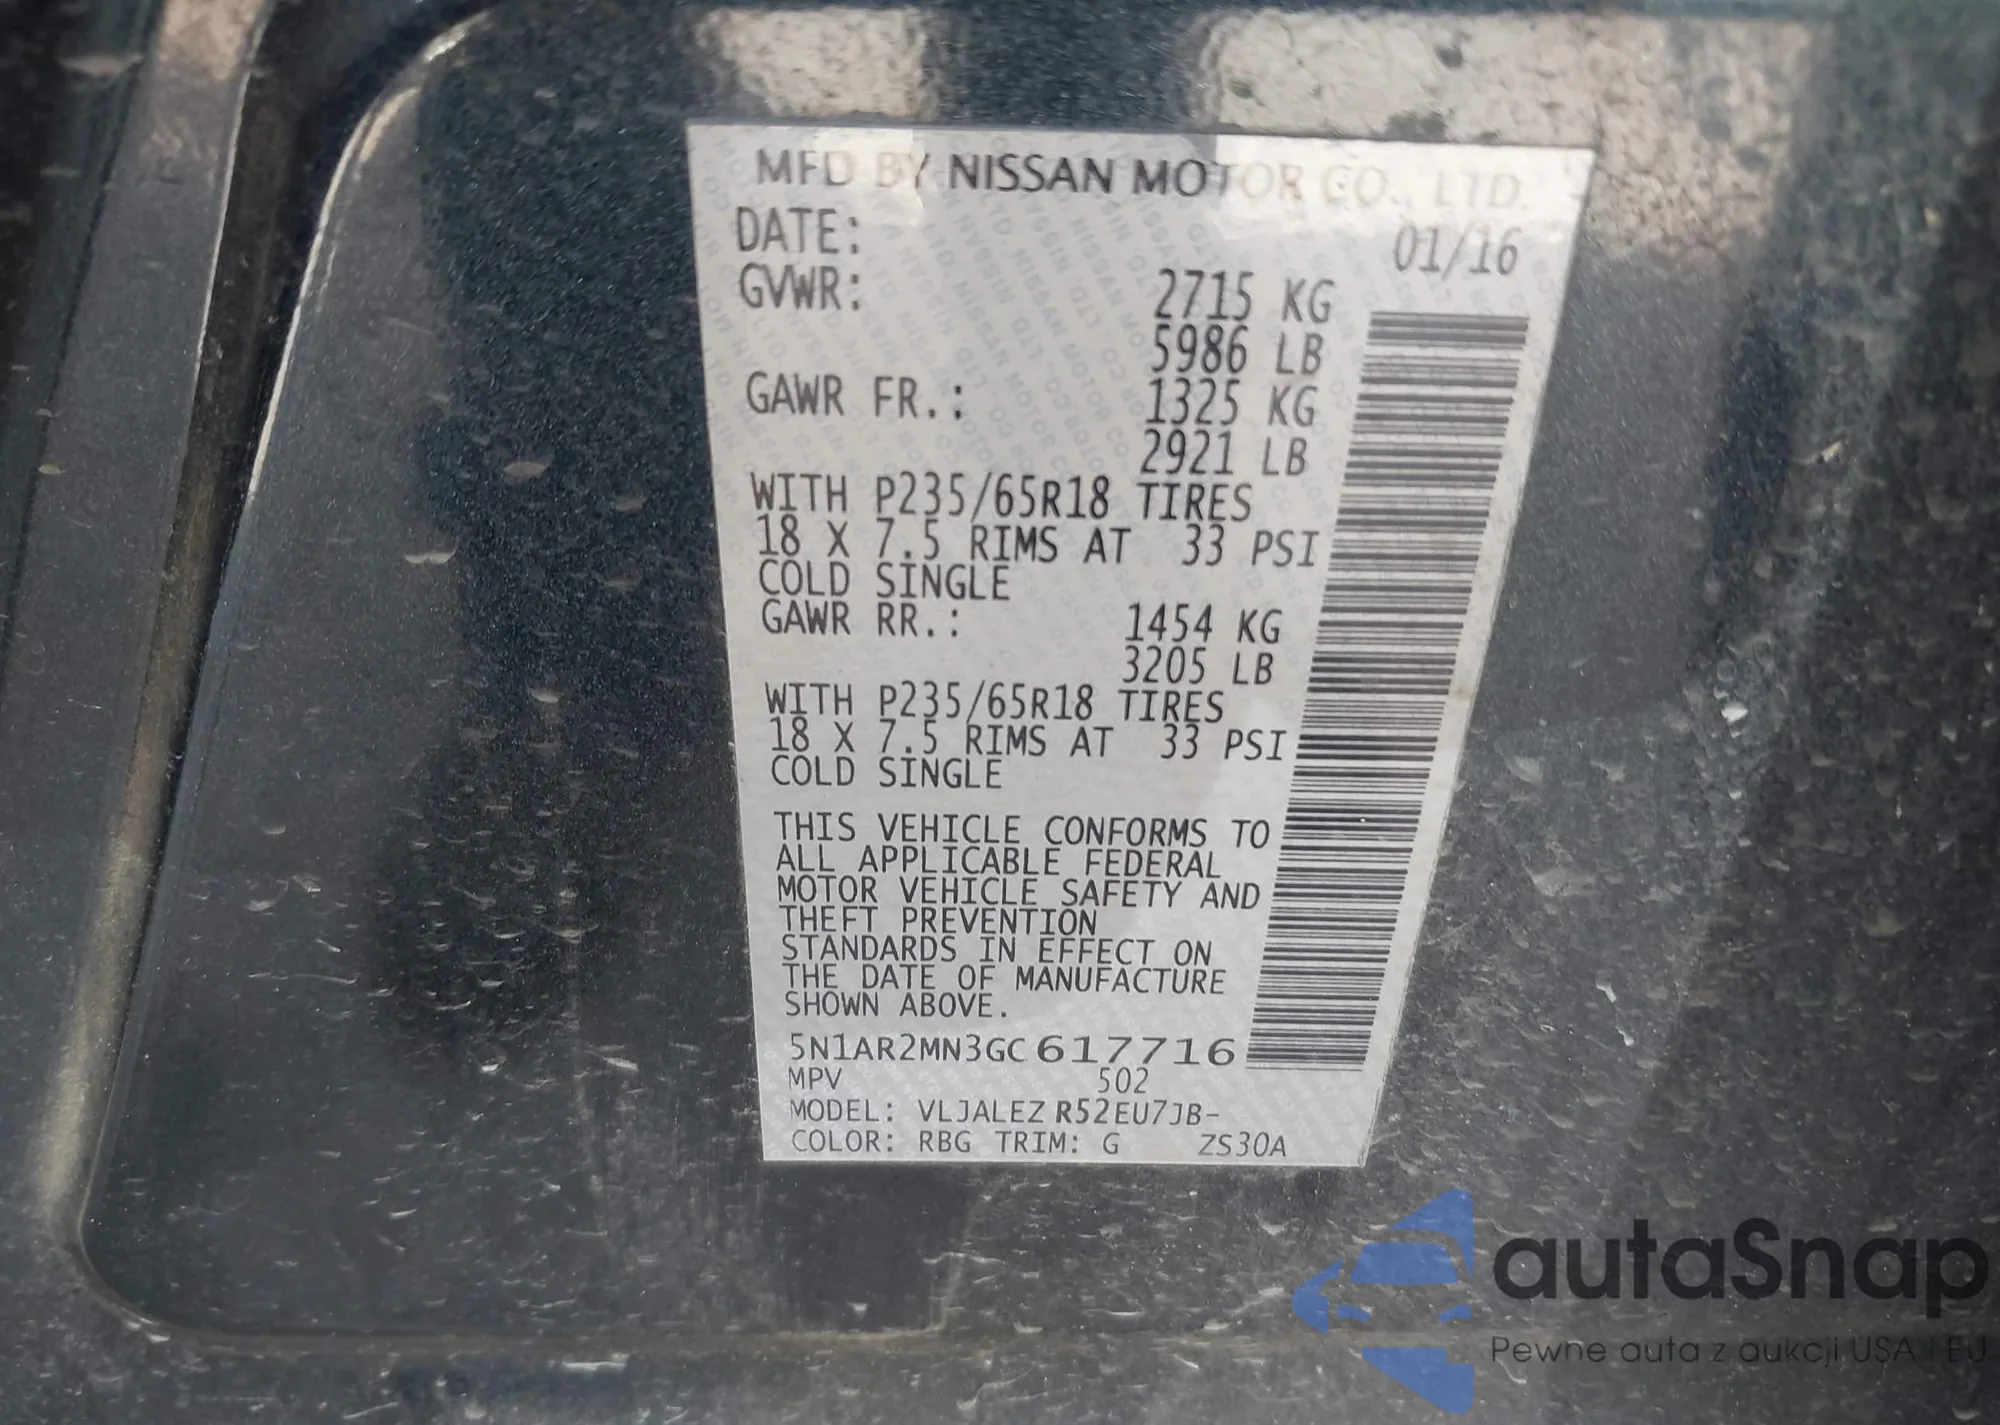 MFD BY NISSAN MOTOR CO., LTD.
DATE: 01/16
GVWR: 2715 KG
5986 LB
GAWR FR.: 1325 KG
2921 LB
WITH P235/65R18 TIRES
18 X 7.5 RIMS AT 33 PSI
COLD SINGLE
GAWR RR.: 1454 KG
3205 LB
WITH P235/65R18 TIRES
18 X 7.5 RIMS AT 33 PSI
COLD SINGLE
THIS VEHICLE CONFORMS TO
ALL APPLICABLE FEDERAL
MOTOR VEHICLE SAFETY AND
THEFT PREVENTION
STANDARDS IN EFFECT ON
THE DATE OF MANUFACTURE
SHOWN ABOVE.
5N1AR2MN3GC617716
MPV 502
MODEL: VLJALEZ R52EU7JB-
COLOR: RBG TRIM: G ZS30A
autaSnap
Pewne auta z aukcji USA i EU